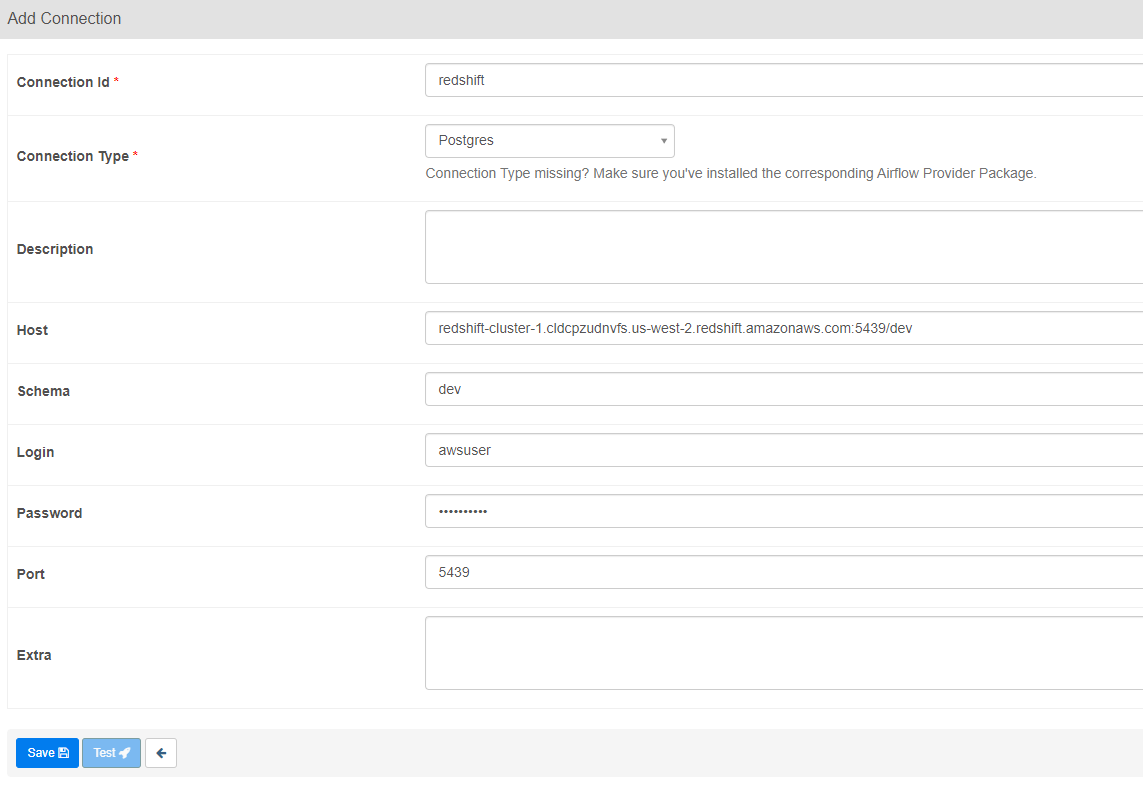 Add Connection
Connection Id *
redshift
Connection Type *
Postgres
Connection Type missing? Make sure you've installed the corresponding Airflow Provider Package.
Description
Host
redshift-cluster-1.cldcpzudnvfs.us-west-2.redshift.amazonaws.com:5439/dev
Schema
dev
Login
awsuser
Password
••••••••••
Port
5439
Extra
Save
Test